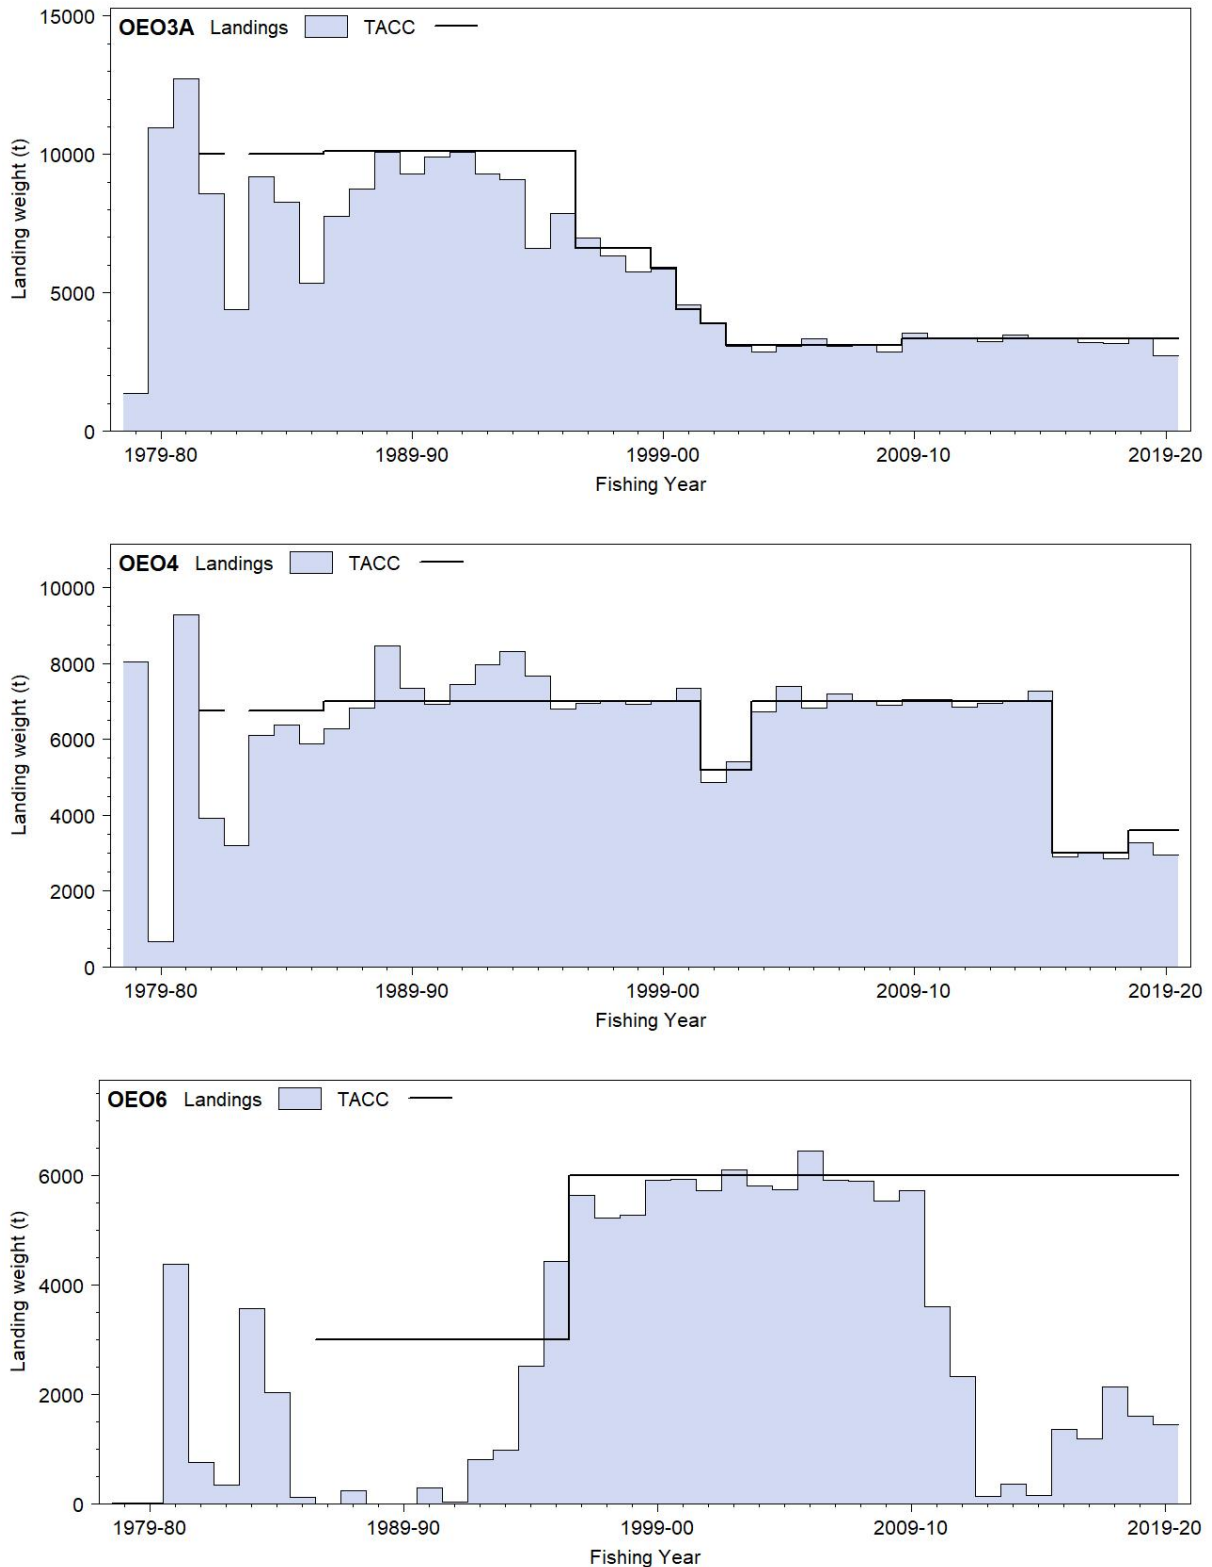 OEO3A Landings TACC
15000
10000
5000
0
Landing weight (t)
1979-80 1989-90 1999-00 2009-10 2019-20
Fishing Year
OEO4 Landings TACC
10000
8000
6000
4000
2000
0
Landing weight (t)
1979-80 1989-90 1999-00 2009-10 2019-20
Fishing Year
OEO6 Landings TACC
6000
4000
2000
0
Landing weight (t)
1979-80 1989-90 1999-00 2009-10 2019-20
Fishing Year